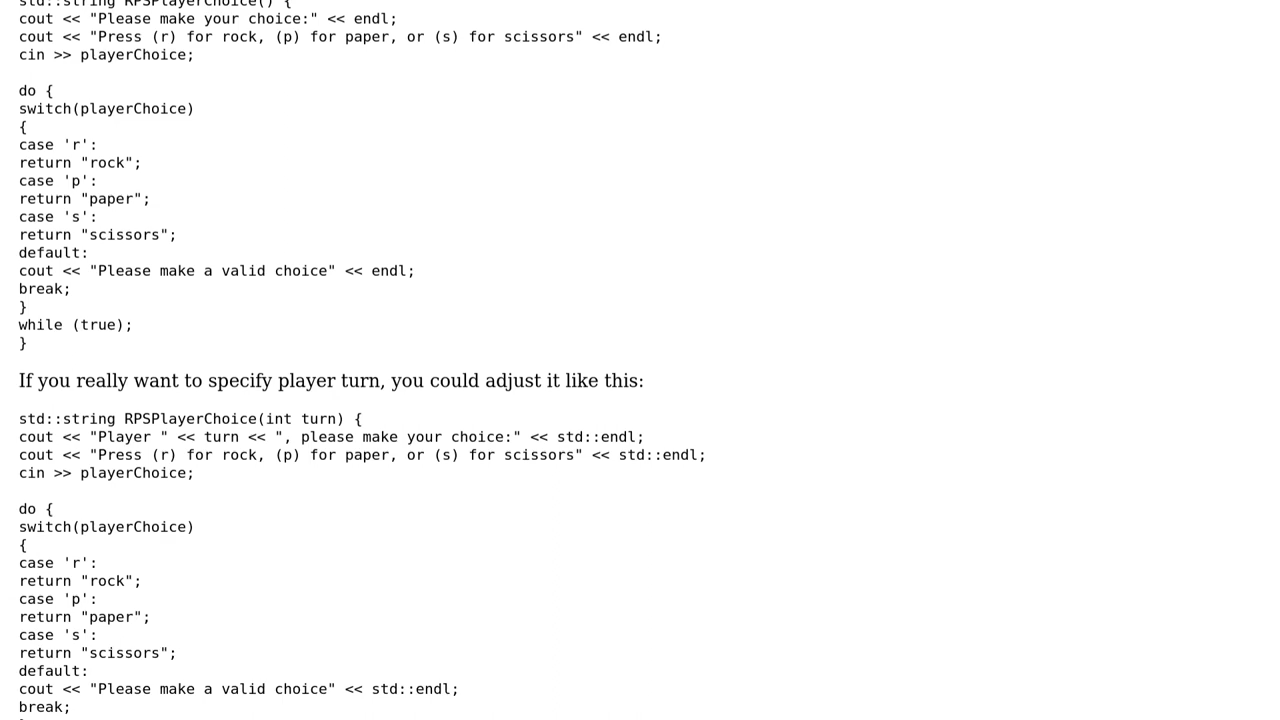 std::string RPSPlayerChoice() {
cout << "Please make your choice:" << endl;
cout << "Press (r) for rock, (p) for paper, or (s) for scissors" << endl;
cin >> playerChoice;

do {
switch(playerChoice)
{
case 'r':
return "rock";
case 'p':
return "paper";
case 's':
return "scissors";
default:
cout << "Please make a valid choice" << endl;
break;
}
while (true);
}

If you really want to specify player turn, you could adjust it like this:

std::string RPSPlayerChoice(int turn) {
cout << "Player " << turn << ", please make your choice:" << std::endl;
cout << "Press (r) for rock, (p) for paper, or (s) for scissors" << std::endl;
cin >> playerChoice;

do {
switch(playerChoice)
{
case 'r':
return "rock";
case 'p':
return "paper";
case 's':
return "scissors";
default:
cout << "Please make a valid choice" << std::endl;
break;